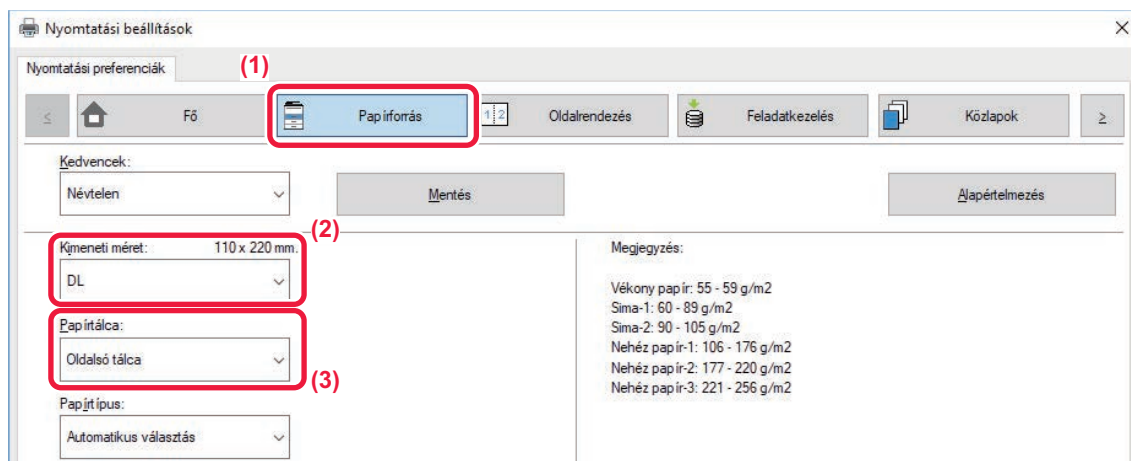 Nyomtatási beállítások
Nyomtatási preferenciák
(1)
< Fő Papírforrás 1 2 Oldalrendezés Feladatkezelés Közlapok >
Kedvencek:
Névtelen Mentés Alapértelmezés
(2)
Kimeneti méret: 110 x 220 mm.
DL
Papírtálca:
Oldalsó tálca
(3)
Papírtípus:
Automatikus választás
Megjegyzés:
Vékony papír: 55 - 59 g/m2
Sima-1: 60 - 89 g/m2
Sima-2: 90 - 105 g/m2
Nehéz papír-1: 106 - 176 g/m2
Nehéz papír-2: 177 - 220 g/m2
Nehéz papír-3: 221 - 256 g/m2